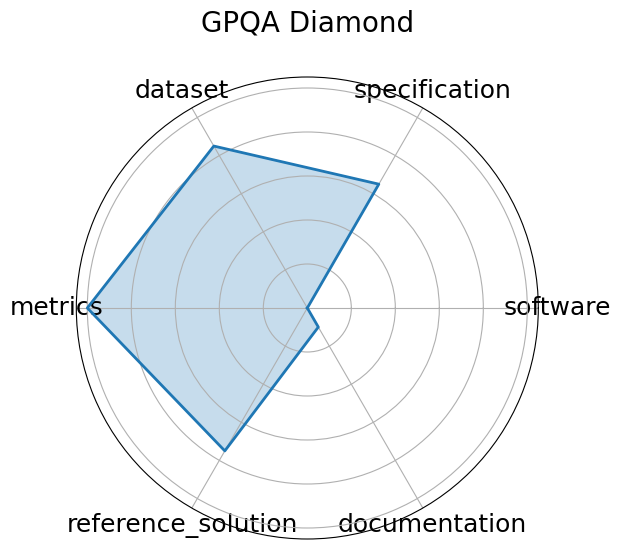 GPQA Diamond
dataset
specification
metrics
software
reference_solution
documentation